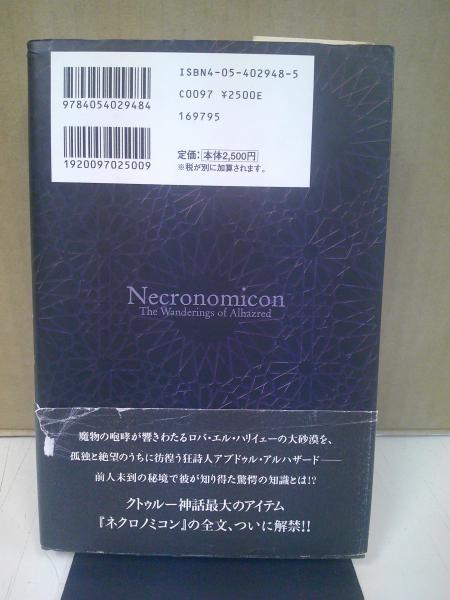 ISBN4-05-402948-5
C0097 ¥2500E
169795
9784054029484
1920097025009
定価：本体2,500円
※税が別に加算されます。
Necronomicon
The Wanderings of Alhazred
魔物の咆哮が響きわたるロバ・エル・ハリイェーの大砂漠を、
孤独と絶望のうちに彷徨う狂詩人アブドゥル・アルハザード――
前人未到の秘境で彼が知り得た驚愕の知識とは!?
クトゥルー神話最大のアイテム
『ネクロノミコン』の全文、ついに解禁!!